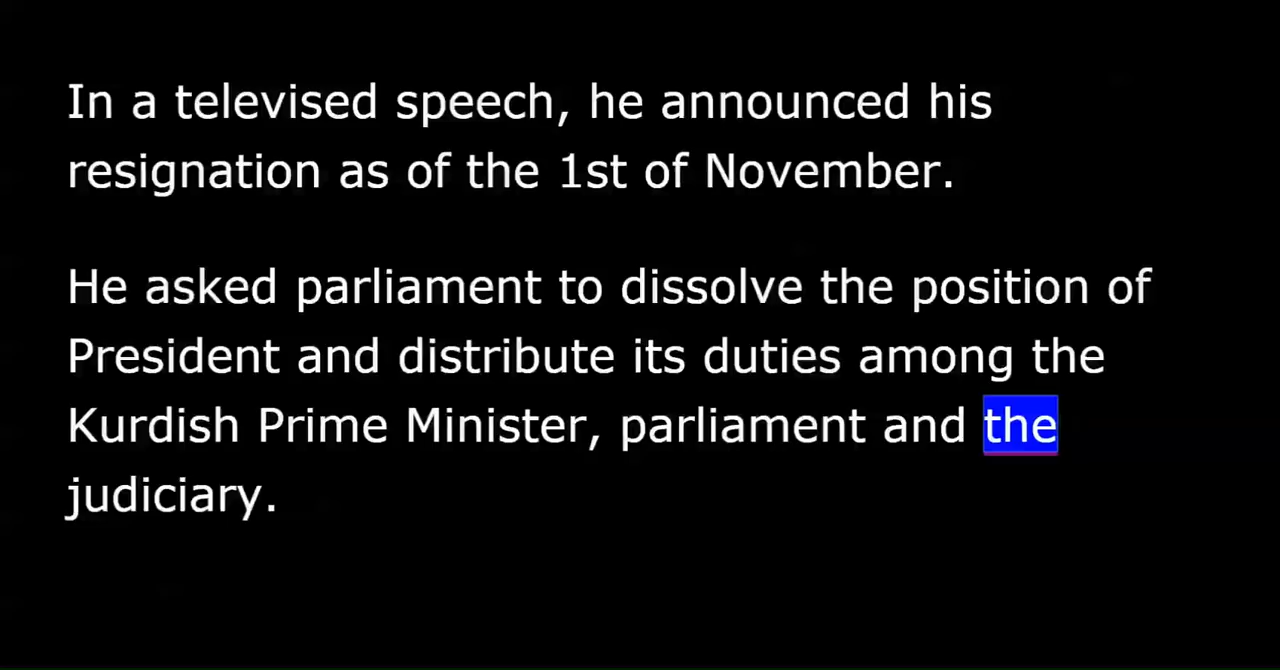 In a televised speech, he announced his
resignation as of the 1st of November.
He asked parliament to dissolve the position of
President and distribute its duties among the
Kurdish Prime Minister, parliament and the
judiciary.